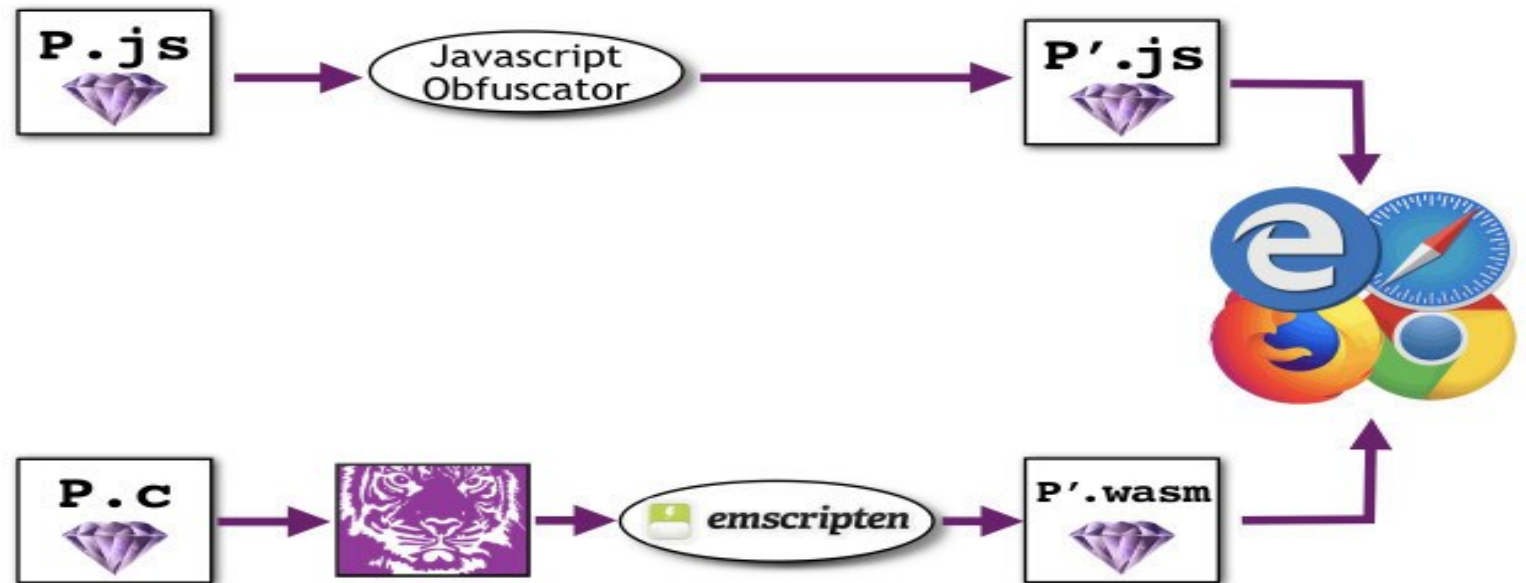 P.js
Javascript
Obfuscator
P′.js
P.c
emscripten
P′.wasm